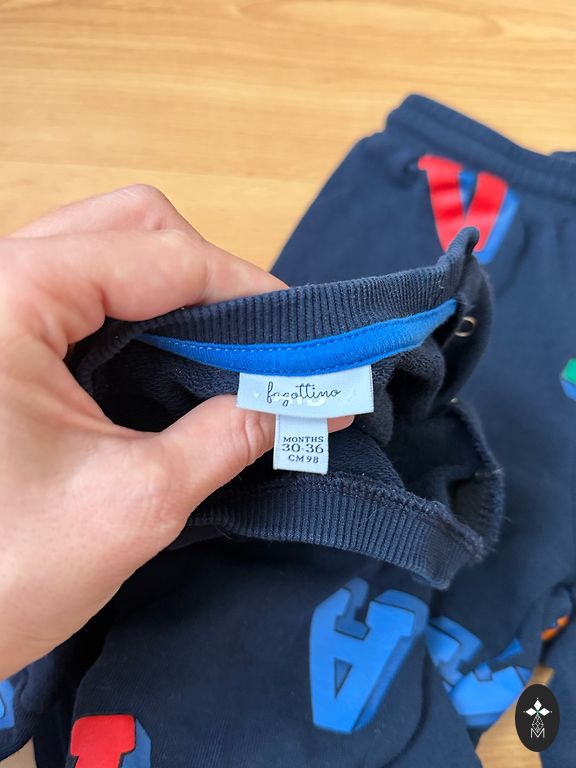 fagottino
MONTHS
30-36
CM 98
A
A
M